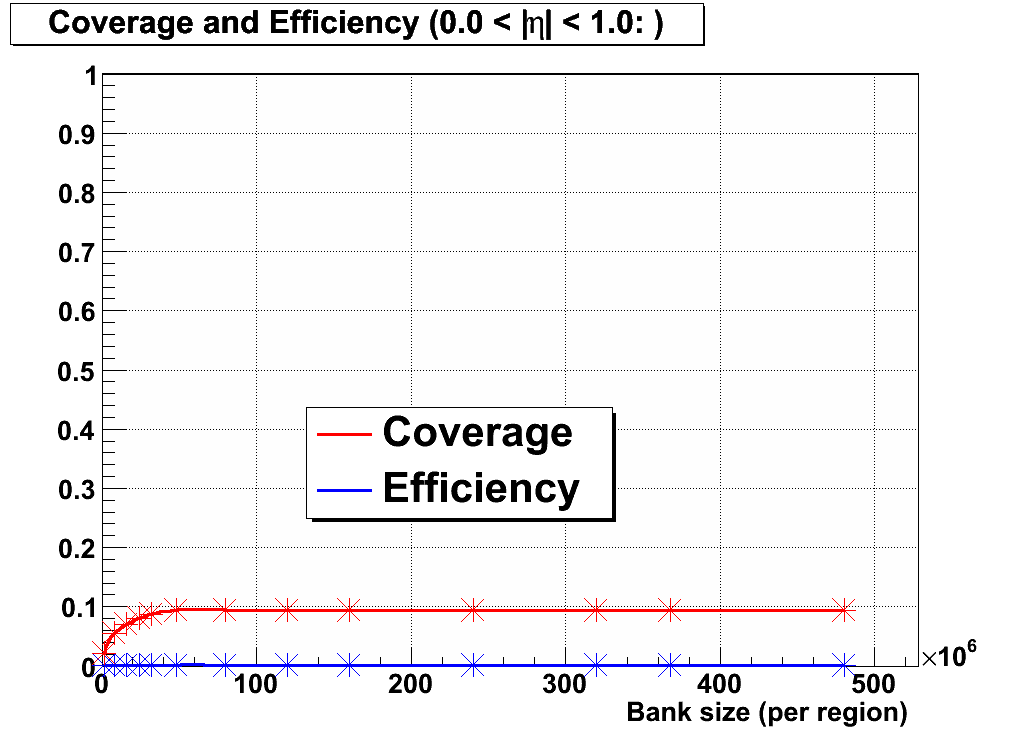 Coverage and Efficiency (0.0 < |η| < 1.0: )
1
0.9
0.8
0.7
0.6
0.5
0.4
0.3
0.2
0.1
0
Coverage
Efficiency
0 100 200 300 400 500
×10⁶
Bank size (per region)